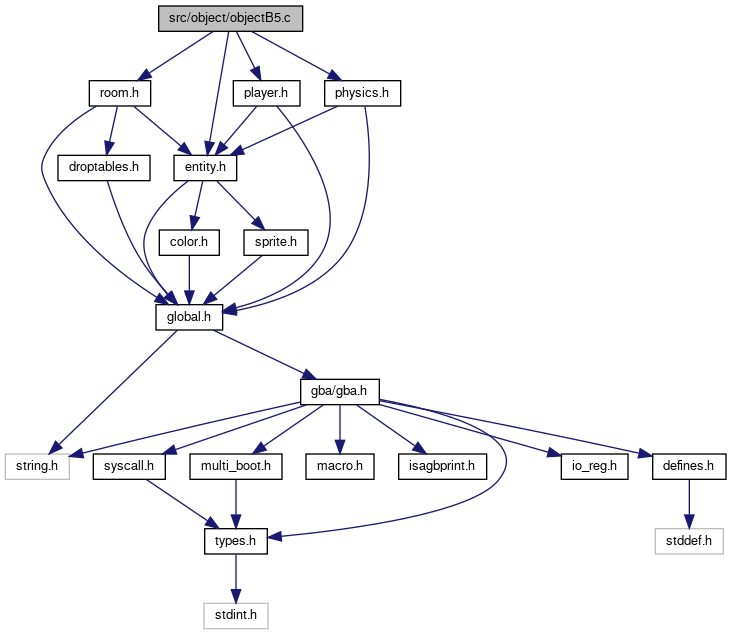 src/object/objectB5.c
room.h
player.h
physics.h
droptables.h
entity.h
color.h
sprite.h
global.h
gba/gba.h
string.h
syscall.h
multi_boot.h
macro.h
isagbprint.h
io_reg.h
defines.h
types.h
stddef.h
stdint.h